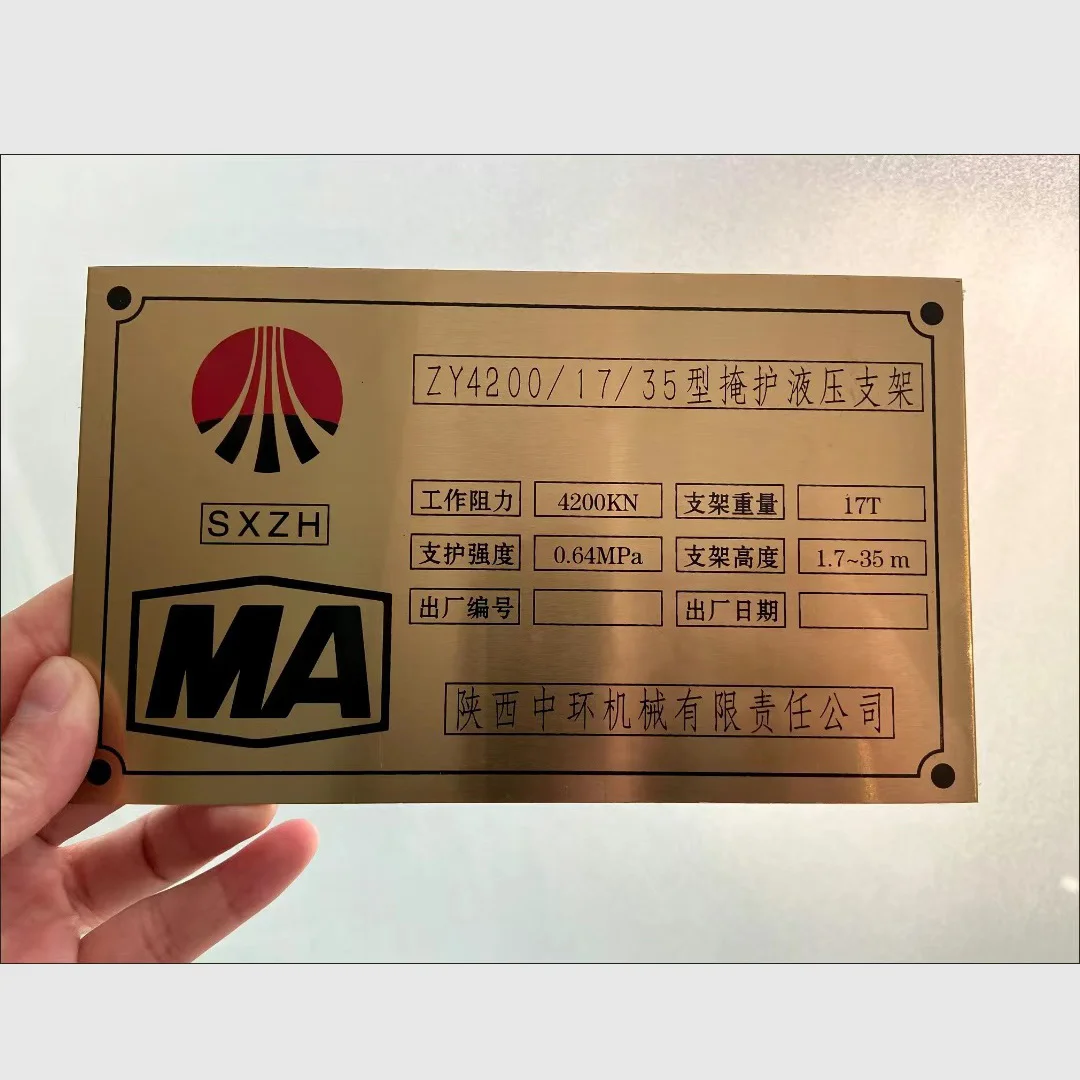 ZY4200/17/35型掩护液压支架
SXZH
MA
工作阻力 4200KN 支架重量 17T
支护强度 0.64MPa 支架高度 1.7~35 m
出厂编号 出厂日期
陕西中环机械有限责任公司